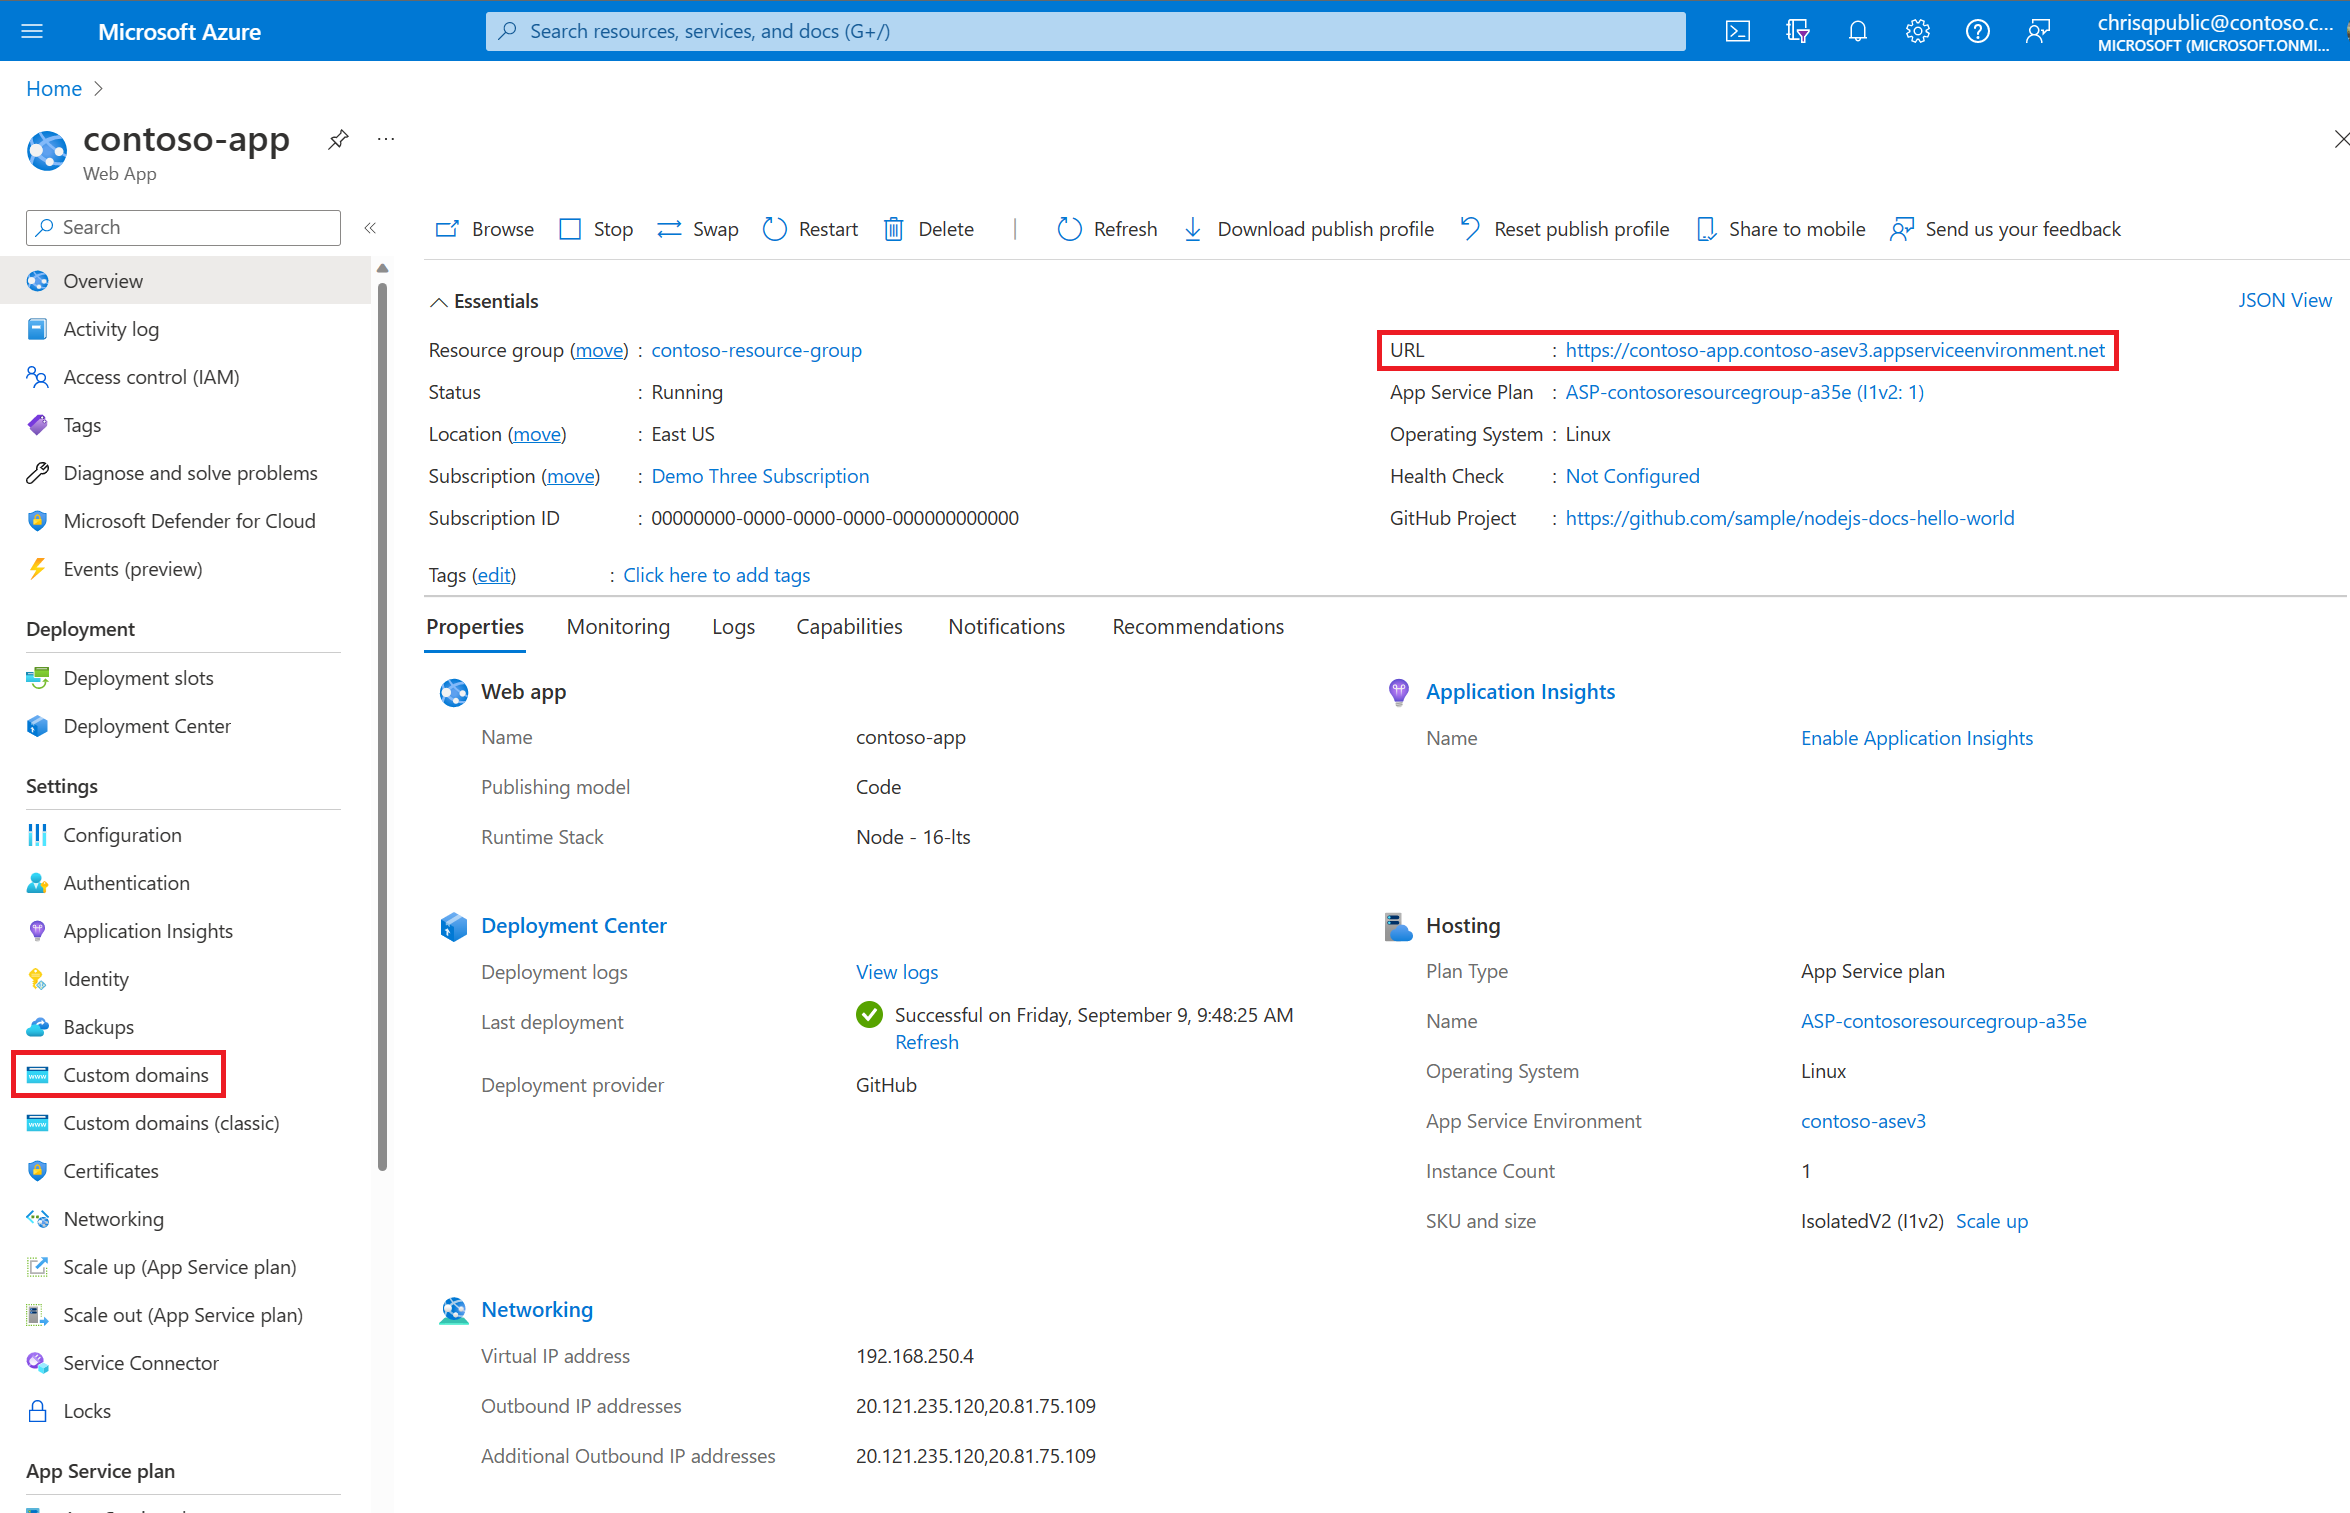 Microsoft Azure
Search resources, services, and docs (G+/)
chrisqpublic@contoso.c...
MICROSOFT (MICROSOFT.ONMI...
Home
contoso-app
Web App
Search
Browse Stop Swap Restart Delete | Refresh Download publish profile Reset publish profile Share to mobile Send us your feedback
Overview
Activity log
Access control (IAM)
Tags
Diagnose and solve problems
Microsoft Defender for Cloud
Events (preview)
Deployment
Deployment slots
Deployment Center
Settings
Configuration
Authentication
Application Insights
Identity
Backups
Custom domains
Custom domains (classic)
Certificates
Networking
Scale up (App Service plan)
Scale out (App Service plan)
Service Connector
Locks
App Service plan
Essentials
JSON View
Resource group (move) : contoso-resource-group
Status : Running
Location (move) : East US
Subscription (move) : Demo Three Subscription
Subscription ID : 00000000-0000-0000-0000-000000000000
Tags (edit) : Click here to add tags
URL : https://contoso-app.contoso-asev3.appserviceenvironment.net
App Service Plan : ASP-contosoresourcegroup-a35e (I1v2: 1)
Operating System : Linux
Health Check : Not Configured
GitHub Project : https://github.com/sample/nodejs-docs-hello-world
Properties Monitoring Logs Capabilities Notifications Recommendations
Web app
Name contoso-app
Publishing model Code
Runtime Stack Node - 16-lts
Application Insights
Name Enable Application Insights
Deployment Center
Deployment logs View logs
Last deployment Successful on Friday, September 9, 9:48:25 AM
Refresh
Deployment provider GitHub
Hosting
Plan Type App Service plan
Name ASP-contosoresourcegroup-a35e
Operating System Linux
App Service Environment contoso-asev3
Instance Count 1
SKU and size IsolatedV2 (I1v2) Scale up
Networking
Virtual IP address 192.168.250.4
Outbound IP addresses 20.121.235.120,20.81.75.109
Additional Outbound IP addresses 20.121.235.120,20.81.75.109